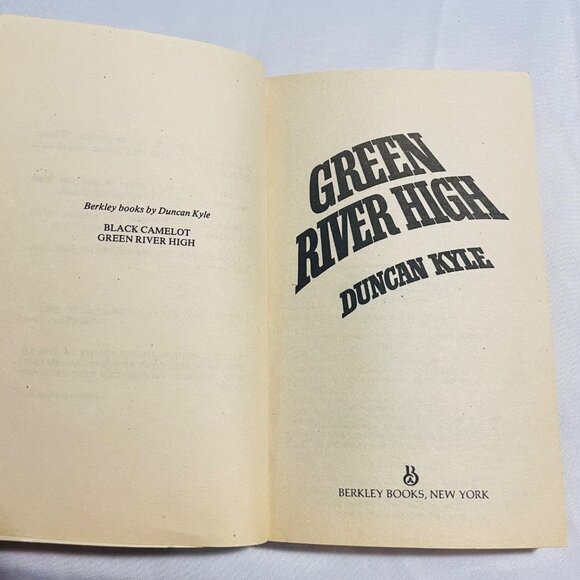 Berkley books by Duncan Kyle
BLACK CAMELOT
GREEN RIVER HIGH
GREEN
RIVER HIGH
DUNCAN KYLE
BERKLEY BOOKS, NEW YORK